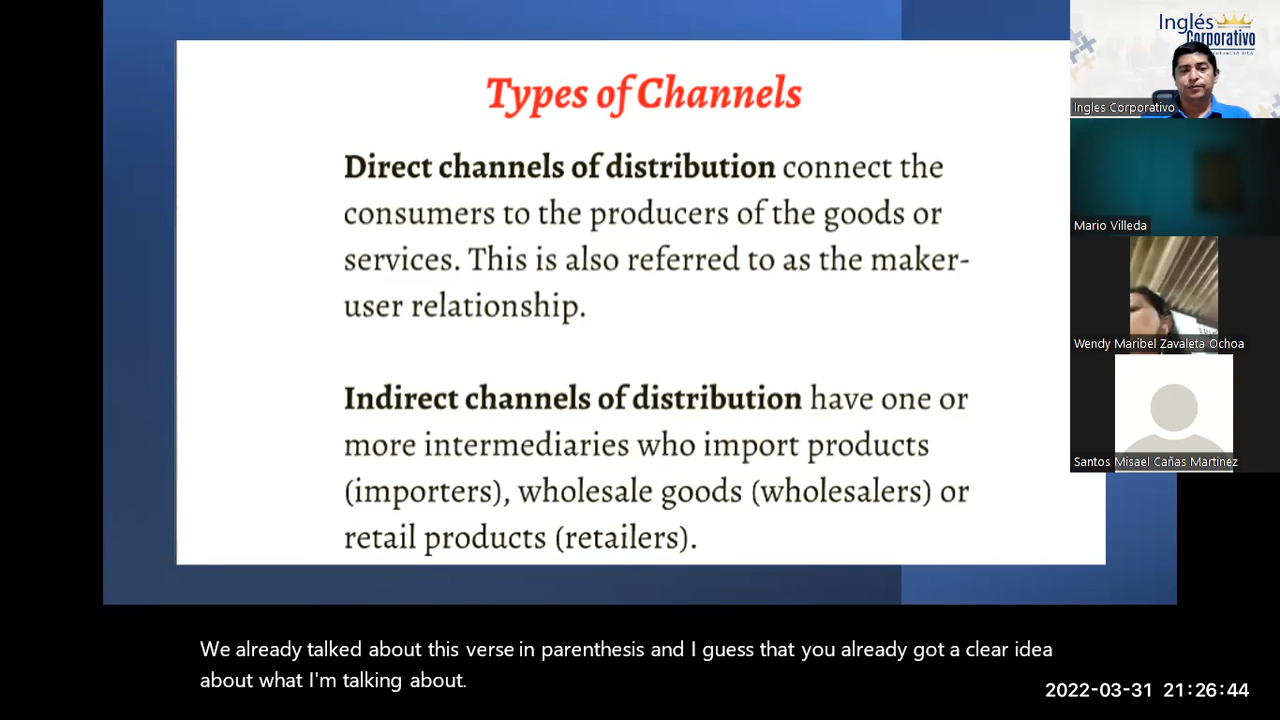 Types of Channels
Direct channels of distribution connect the
consumers to the producers of the goods or
services. This is also referred to as the maker-
user relationship.
Indirect channels of distribution have one or
more intermediaries who import products
(importers), wholesale goods (wholesalers) or
retail products (retailers).
Inglés
Corporativo
Ingles Corporativo
Mario Villeda
Wendy Maribel Zavaleta Ochoa
Santos Misael Cañas Martinez
We already talked about this verse in parenthesis and I guess that you already got a clear idea
about what I'm talking about.
2022-03-31 21:26:44